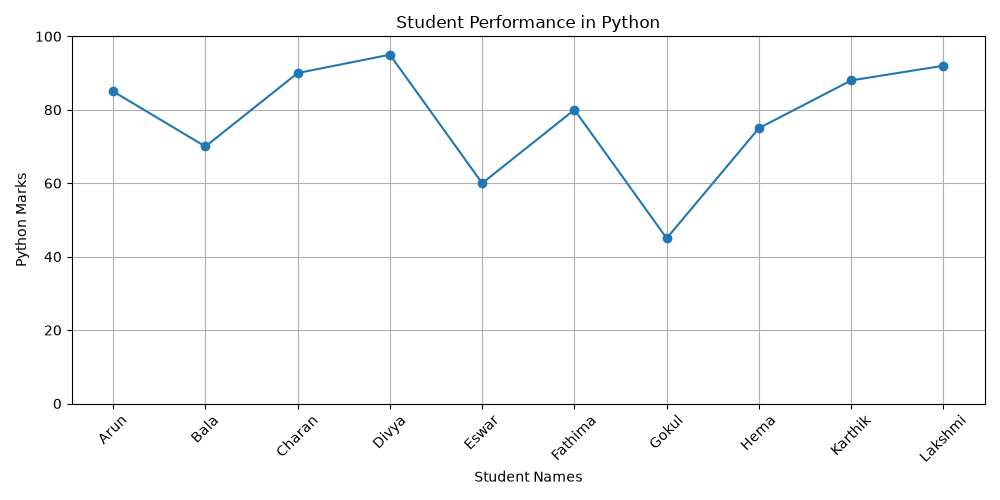 Student Performance in Python
Python Marks
100
80
60
40
20
0
Arun
Bala
Charan
Divya
Eswar
Fathima
Gokul
Hema
Karthik
Lakshmi
Student Names